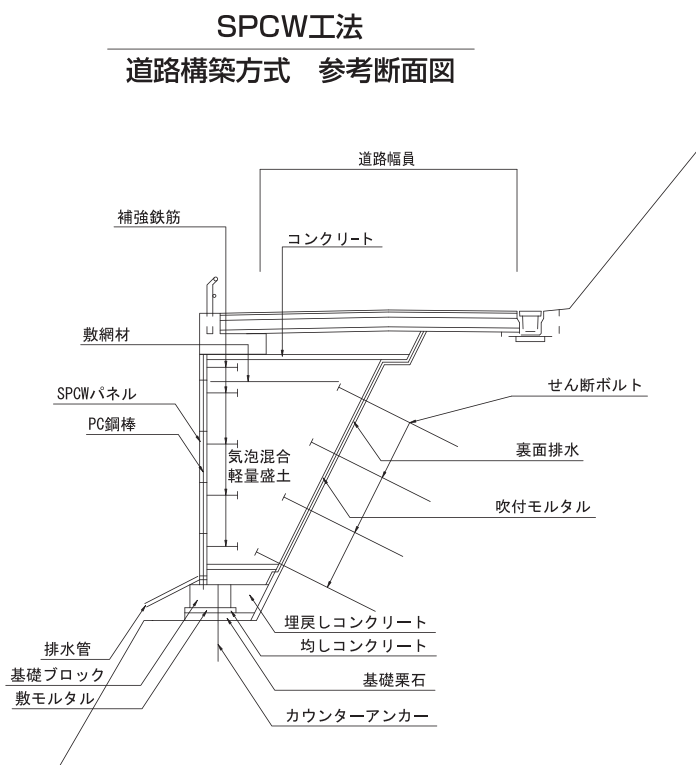 SPCW工法
道路構築方式　参考断面図
道路幅員
補強鉄筋
コンクリート
敷網材
SPCWパネル
せん断ボルト
PC鋼棒
裏面排水
気泡混合
軽量盛土
吹付モルタル
埋戻しコンクリート
排水管
均しコンクリート
基礎ブロック
基礎栗石
敷モルタル
カウンターアンカー